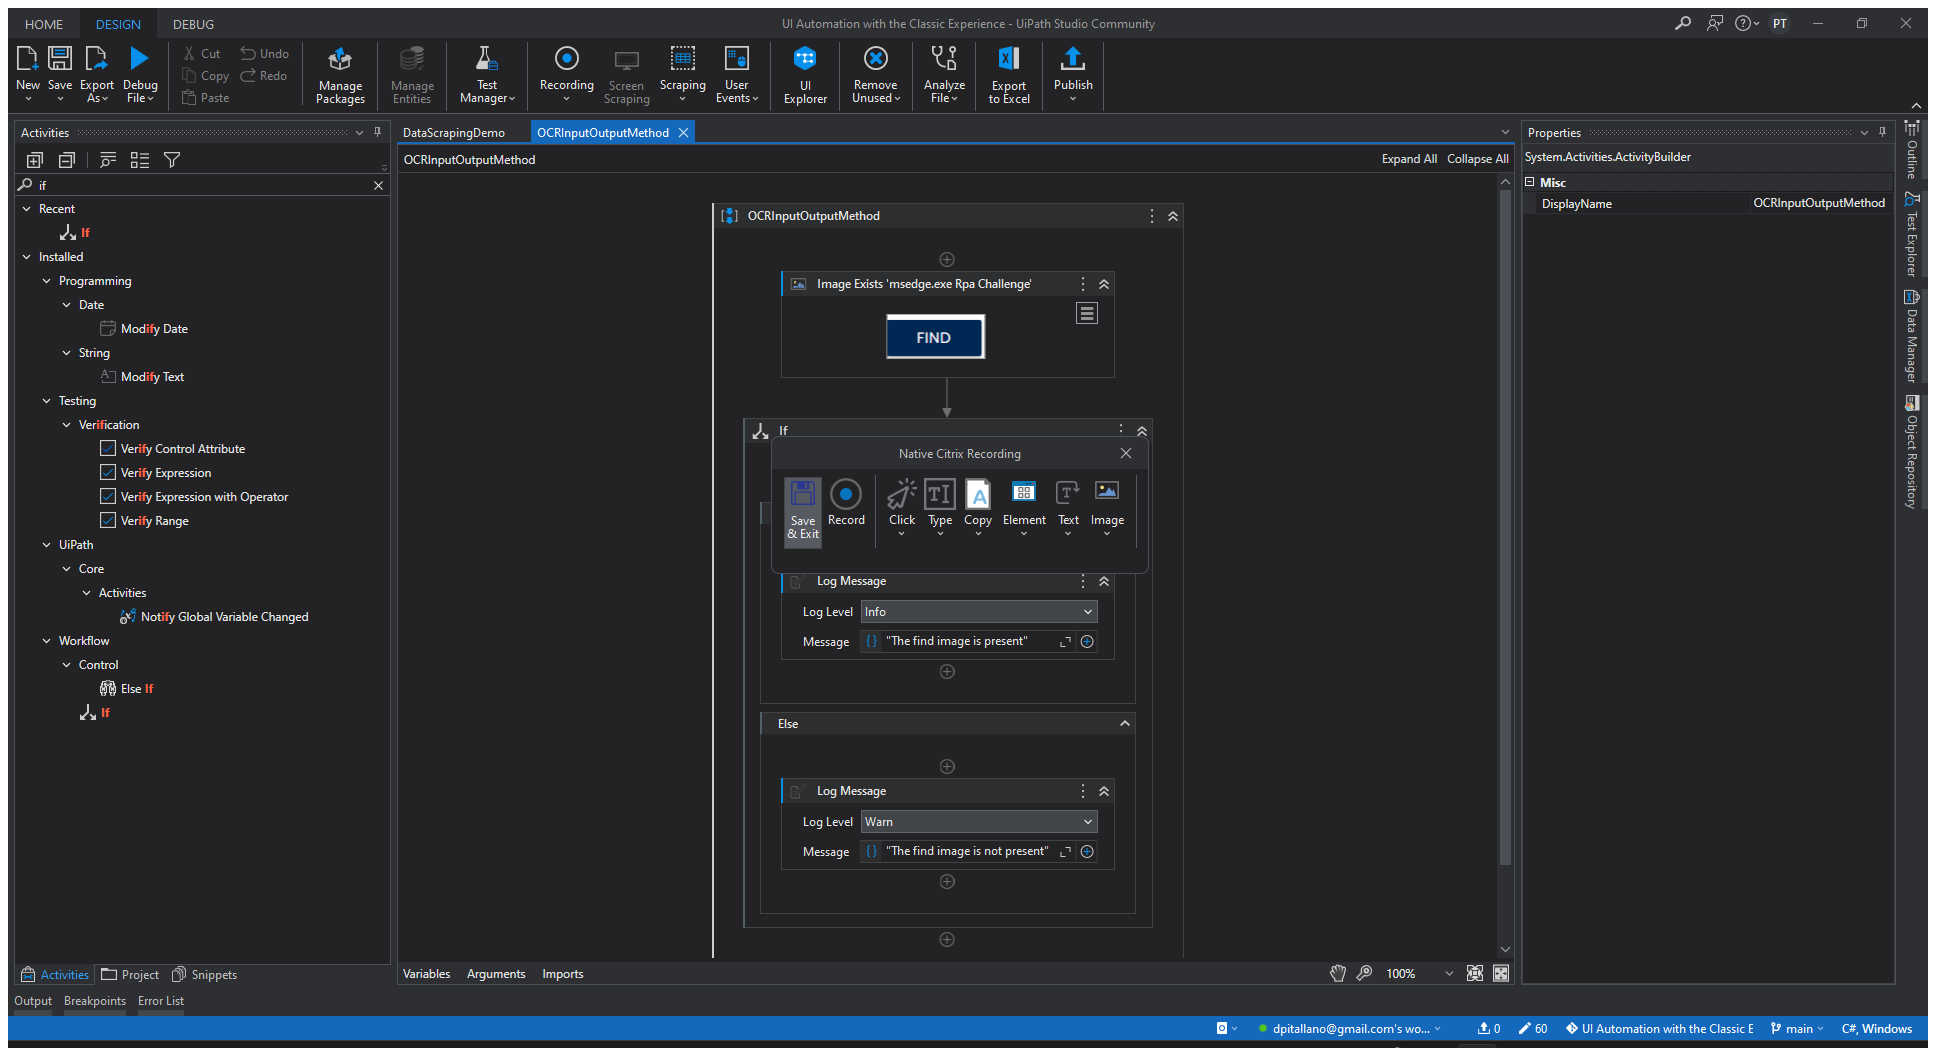 HOME DESIGN DEBUG UI Automation with the Classic Experience - UiPath Studio Community PT
New Save Export As Debug File Cut Copy Paste Undo Redo Manage Packages Manage Entities Test Manager Recording Screen Scraping Scraping User Events UI Explorer Remove Unused Analyze File Export to Excel Publish
Activities
if
Recent
If
Installed
Programming
Date
Modify Date
String
Modify Text
Testing
Verification
Verify Control Attribute
Verify Expression
Verify Expression with Operator
Verify Range
UiPath
Core
Activities
Notify Global Variable Changed
Workflow
Control
Else If
If
Activities Project Snippets
DataScrapingDemo OCRInputOutputMethod
OCRInputOutputMethod Expand All Collapse All
OCRInputOutputMethod
Image Exists 'msedge.exe Rpa Challenge'
FIND
If
Native Citrix Recording
Save & Exit Record Click Type Copy Element Text Image
Log Message
Log Level Info
Message "The find image is present"
Else
Log Message
Log Level Warn
Message "The find image is not present"
Variables Arguments Imports 100%
Properties
System.Activities.ActivityBuilder
Misc
DisplayName OCRInputOutputMethod
Outline
Test Explorer
Data Manager
Object Repository
Output Breakpoints Error List
dpitallano@gmail.com's wo... 0 60 UI Automation with the Classic E main C#, Windows